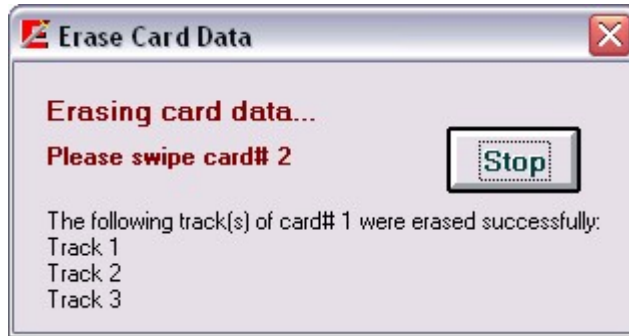 Erase Card Data
Erasing card data...
Please swipe card# 2
Stop
The following track(s) of card# 1 were erased successfully:
Track 1
Track 2
Track 3